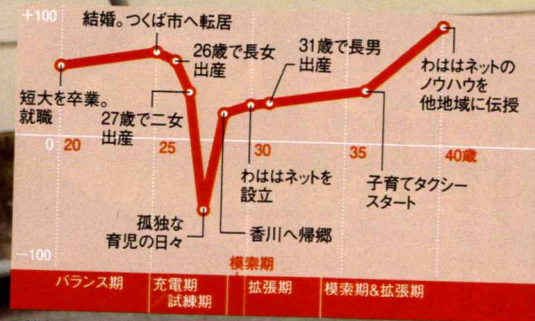 +100
結婚。つくば市へ転居
26歳で長女
出産
31歳で長男
出産
わははネットの
ノウハウを
他地域に伝授
短大を卒業。
就職
27歳で二女
出産
0
20
25
30
35
40歳
わははネットを
設立
子育てタクシー
スタート
孤独な
育児の日々
香川へ帰郷
-100
模索期
バランス期
充電期
/試練期
拡張期
模索期&拡張期